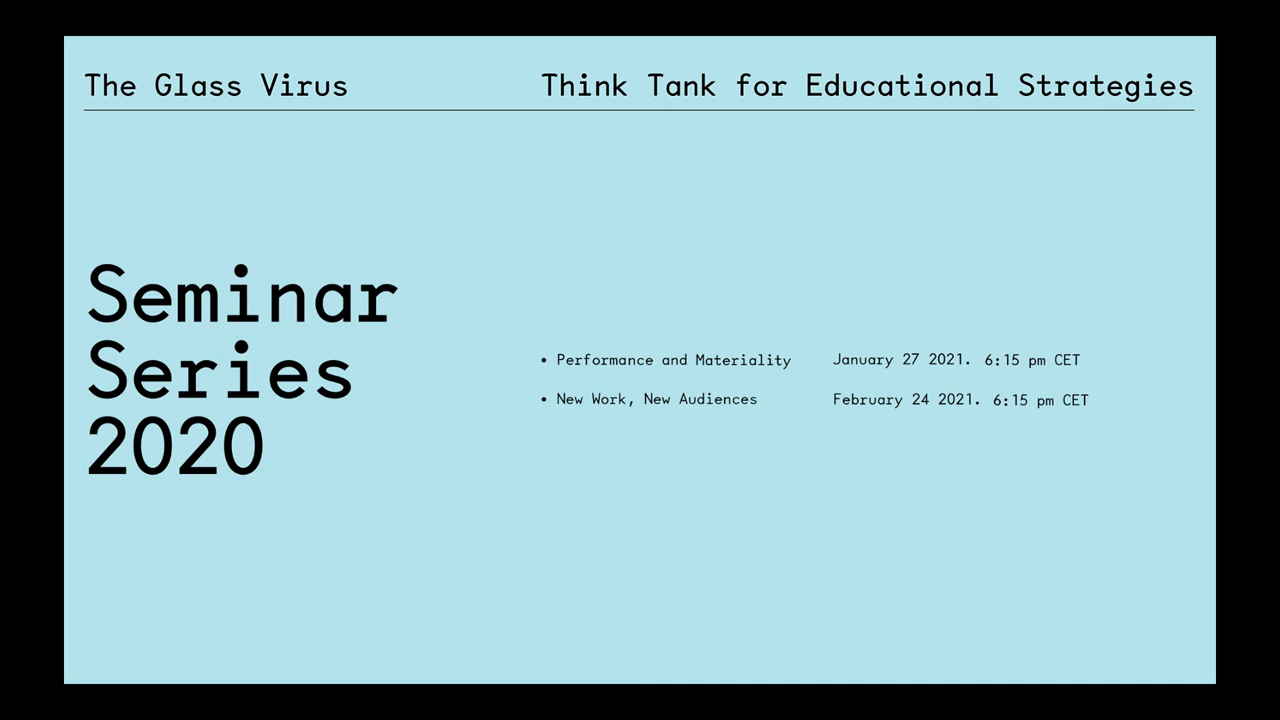 The Glass Virus Think Tank for Educational Strategies
Seminar
Series
2020
• Performance and Materiality January 27 2021. 6:15 pm CET
• New Work, New Audiences February 24 2021. 6:15 pm CET